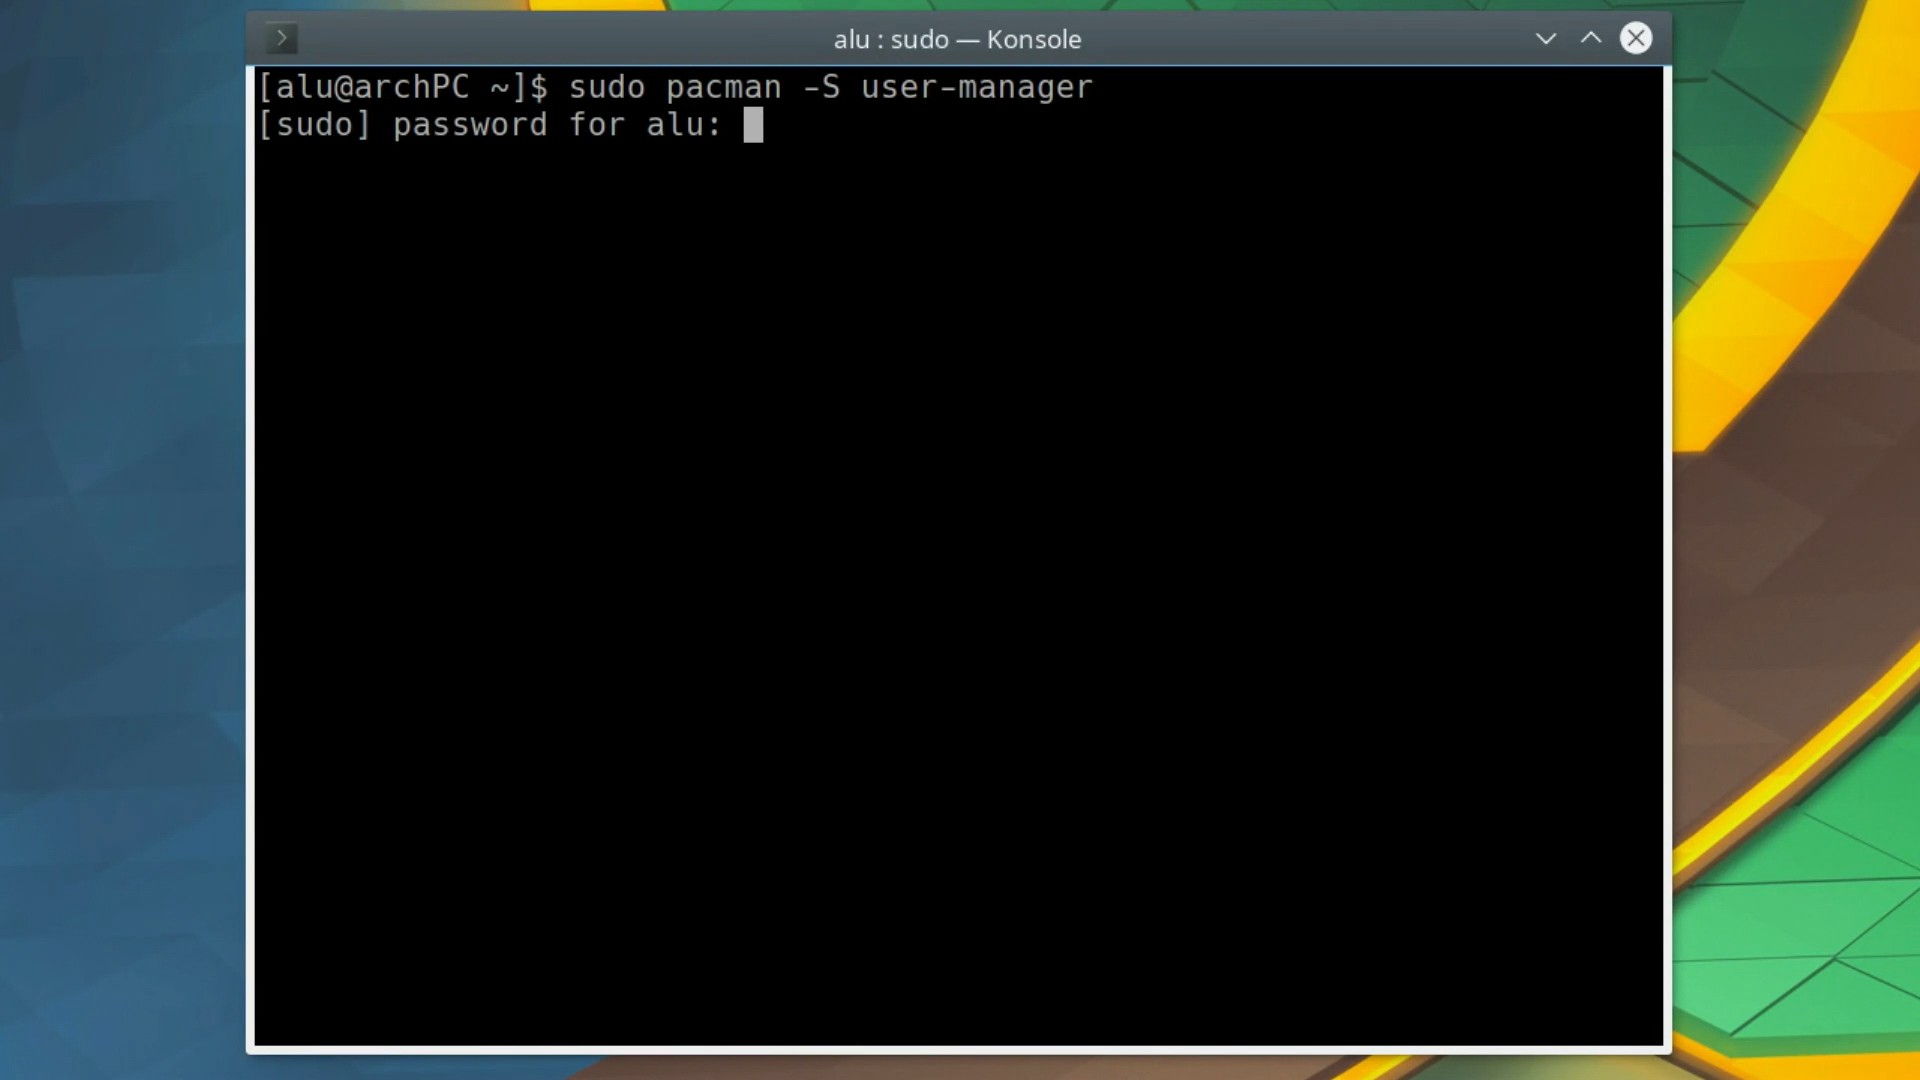 alu : sudo — Konsole
[alu@archPC ~]$ sudo pacman -S user-manager
[sudo] password for alu: